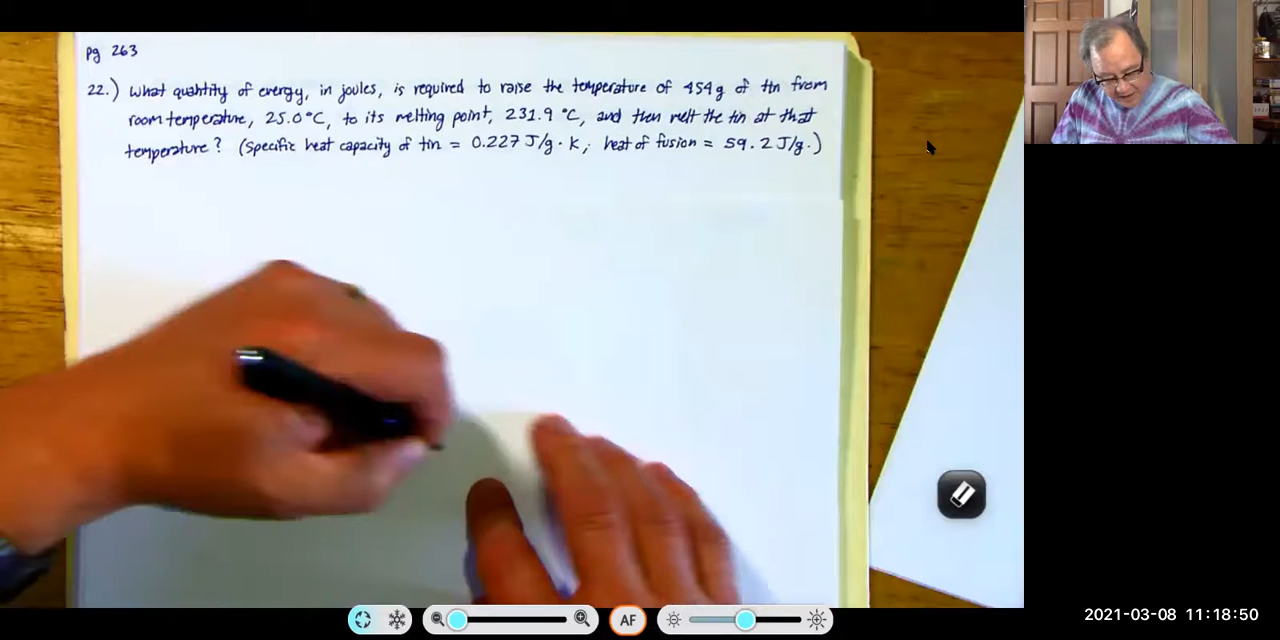 pg 263
22.) What quantity of energy, in joules, is required to raise the temperature of 454g of tin from
room temperature, 25.0°C, to its melting point, 231.9 °C, and then melt the tin at that
temperature? (Specific heat capacity of tin = 0.227 J/g·K; heat of fusion = 59.2 J/g.)
AF
2021-03-08 11:18:50